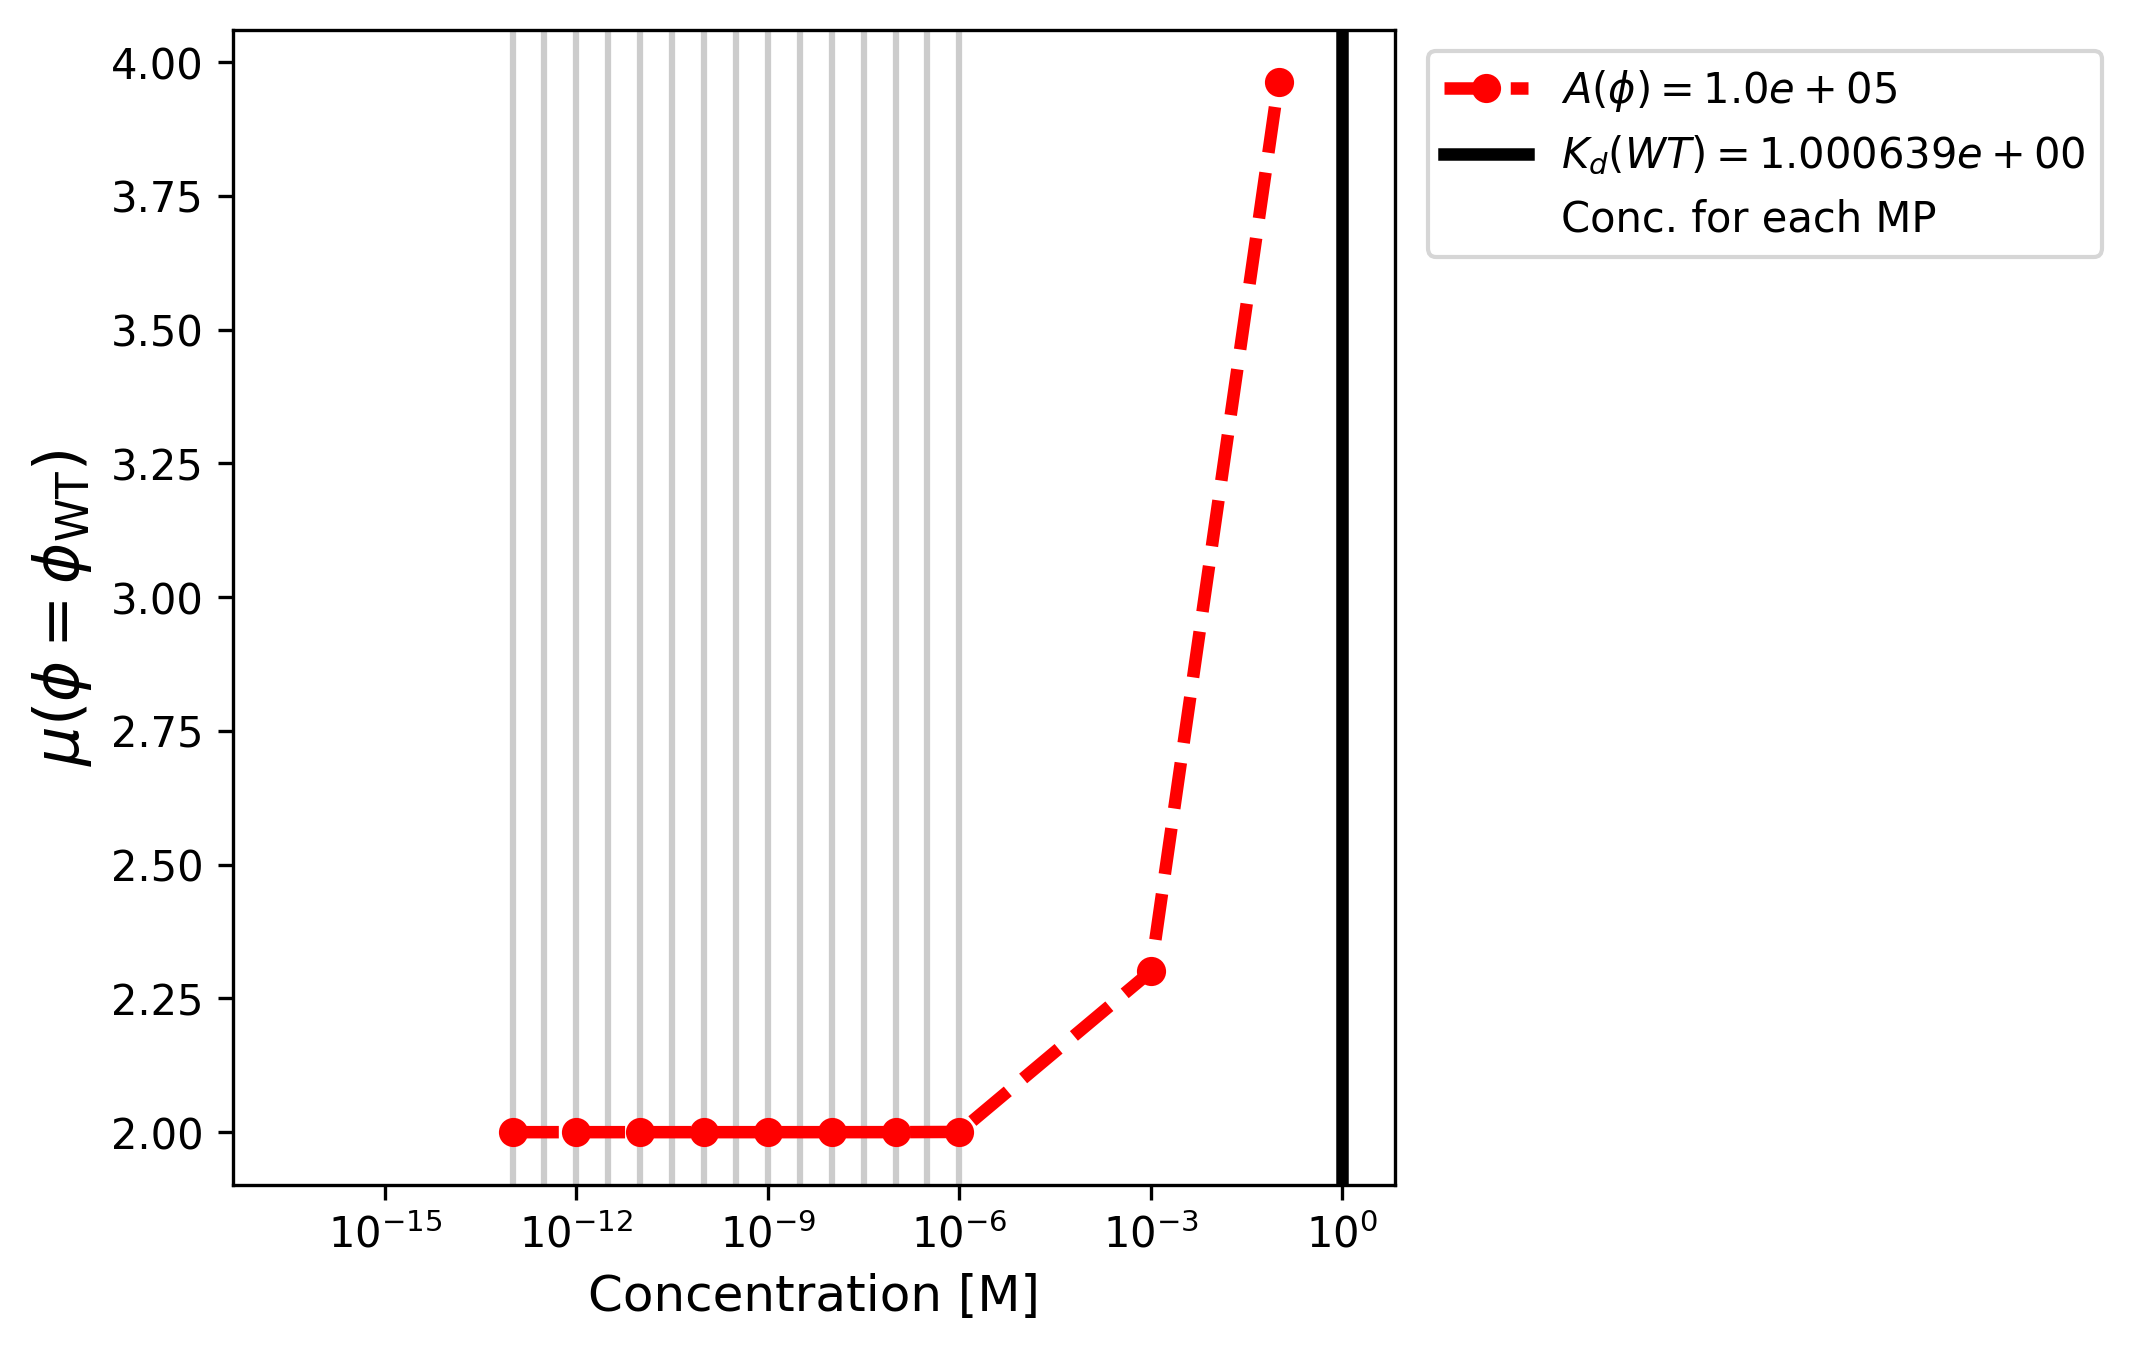 4.00
3.75
3.50
3.25
3.00
2.75
2.50
2.25
2.00
μ(ϕ = ϕ_WT)
10⁻¹⁵ 10⁻¹² 10⁻⁹ 10⁻⁶ 10⁻³ 10⁰
Concentration [M]
A(ϕ) = 1.0e + 05
K_d(WT) = 1.000639e + 00
Conc. for each MP